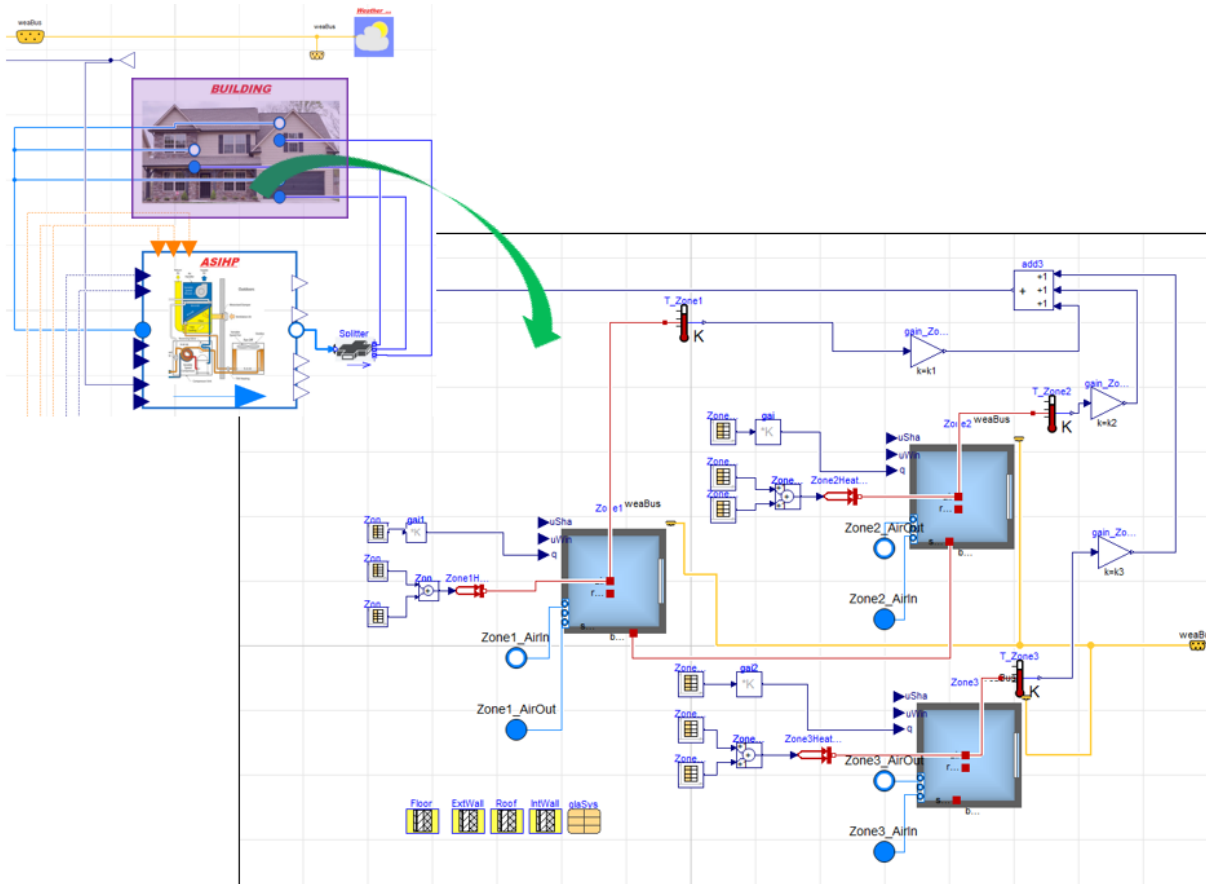 Weather ..
weaBus
weaBus
BUILDING
ASIHP
Splitter
add3
+1
+
+1
+1
T_Zone1
K
gain_Zo...
k=k1
T_Zone2
K
gain_Zo...
k=k2
Zone...
gai
*K
Zone2
weaBus
uSha
uWin
q
Zone...
Zone...
Zone...
Zone2Heat...
r...
s...
b...
Zone2_AirOut
Zone2_AirIn
gain_Zo...
k=k3
Zone1
weaBus
uSha
uWin
q
Zon...
gai1
*K
Zon...
Zon...
Zon...
Zone1H...
r...
s...
b...
Zone1_AirIn
Zone1_AirOut
weaBu
T_Zone3
K
Zone...
gai2
*K
Zone3
uSha
uWin
q
Zone...
Zone...
Zone...
Zone3Heat...
r...
s...
b...
Zone3_AirOut
Zone3_AirIn
Floor
ExtWall
Roof
IntWall
glaSys